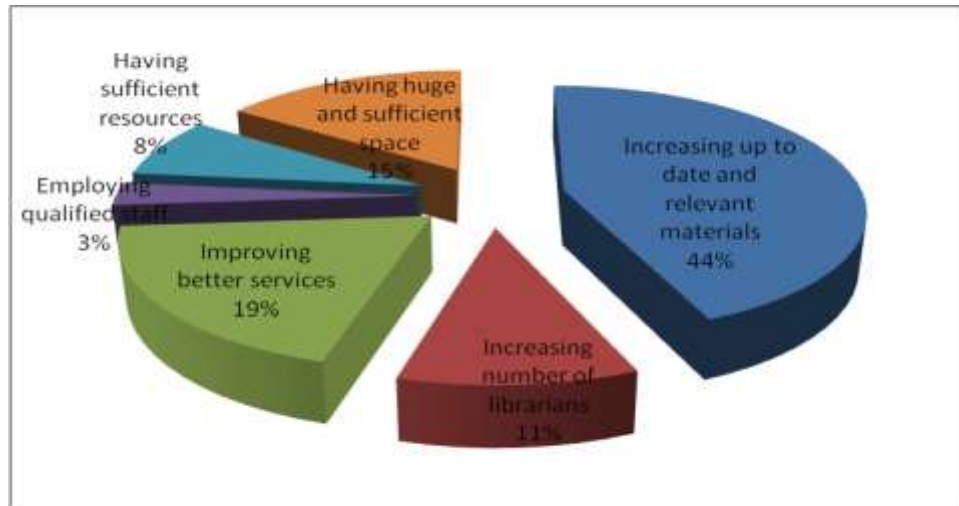 Having
sufficient
resources
8%
Having huge
and sufficient
space
15%
Increasing up to
date and
relevant
materials
44%
Employing
qualified staff
3%
Improving
better services
19%
Increasing
number of
librarians
11%